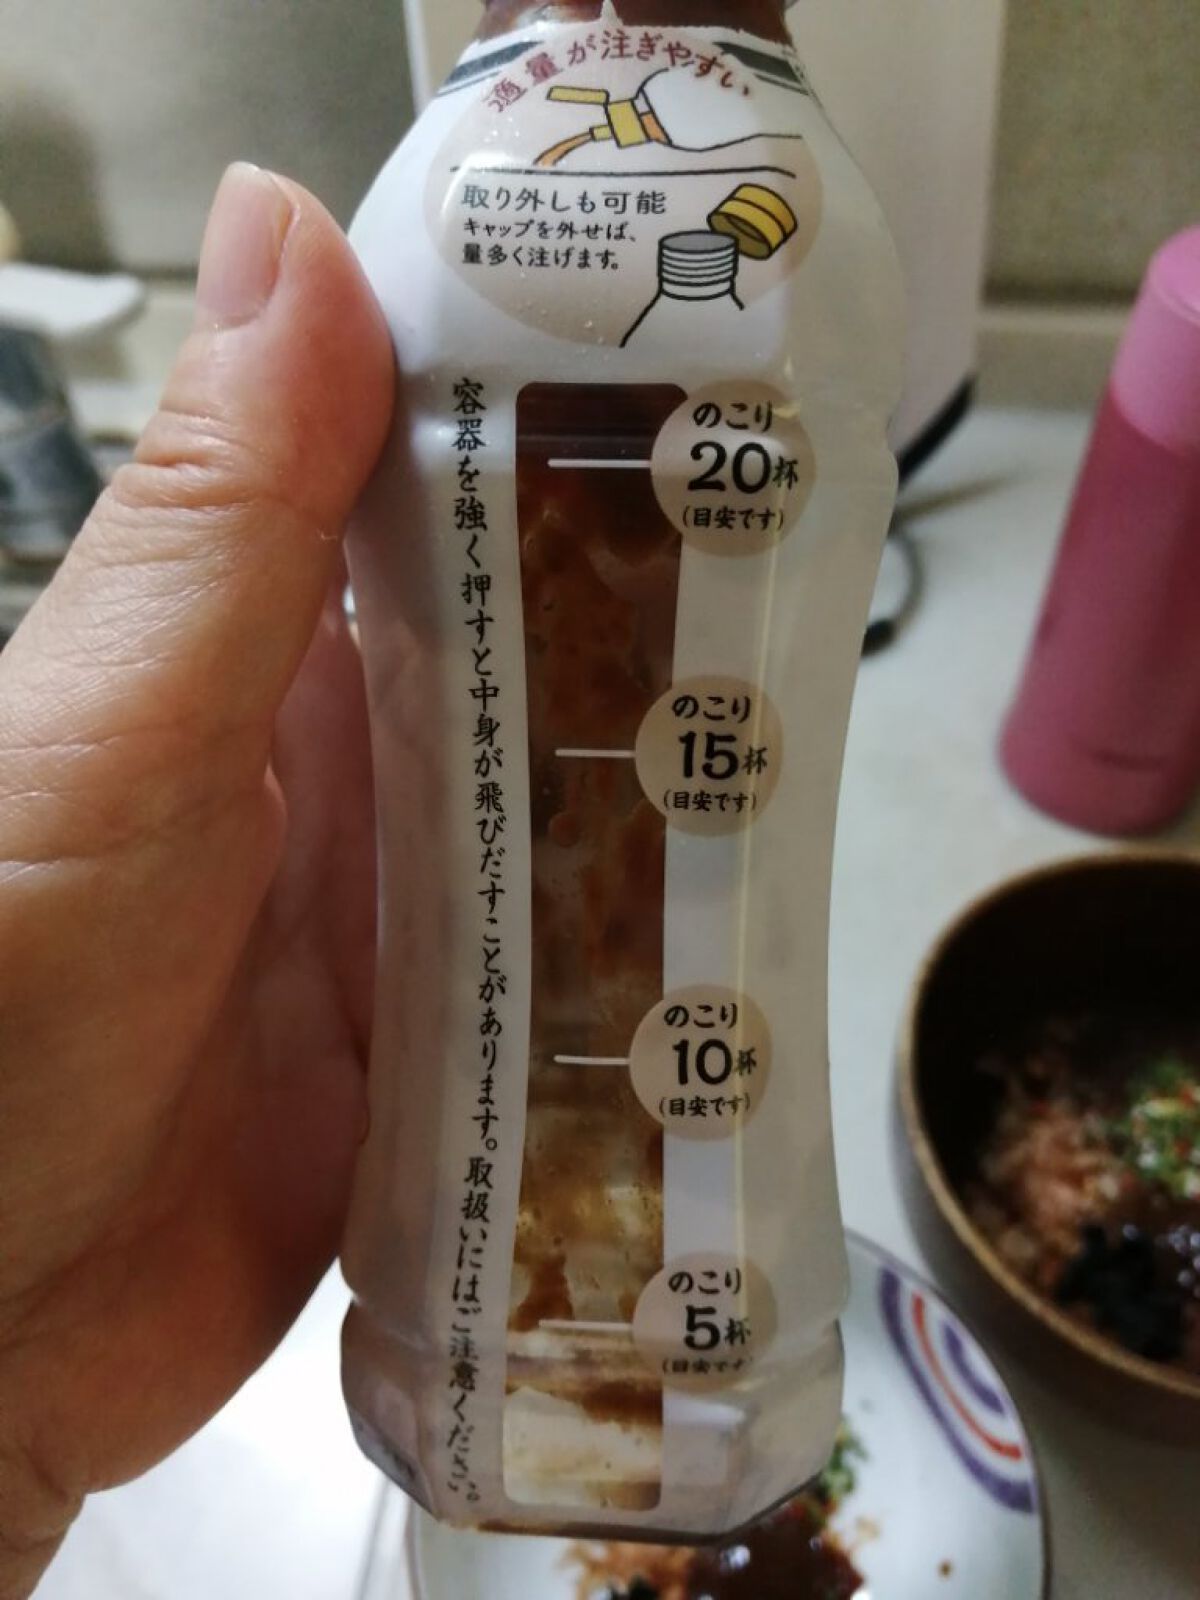 適量が注ぎやすい
取り外しも可能
キャップを外せば、
量多く注げます。
容器を強く押すと中身が飛びだすことがあります。取扱いにはご注意ください。
のこり
20杯
(目安です)
のこり
15杯
(目安です)
のこり
10杯
(目安です)
のこり
5杯
(目安です)